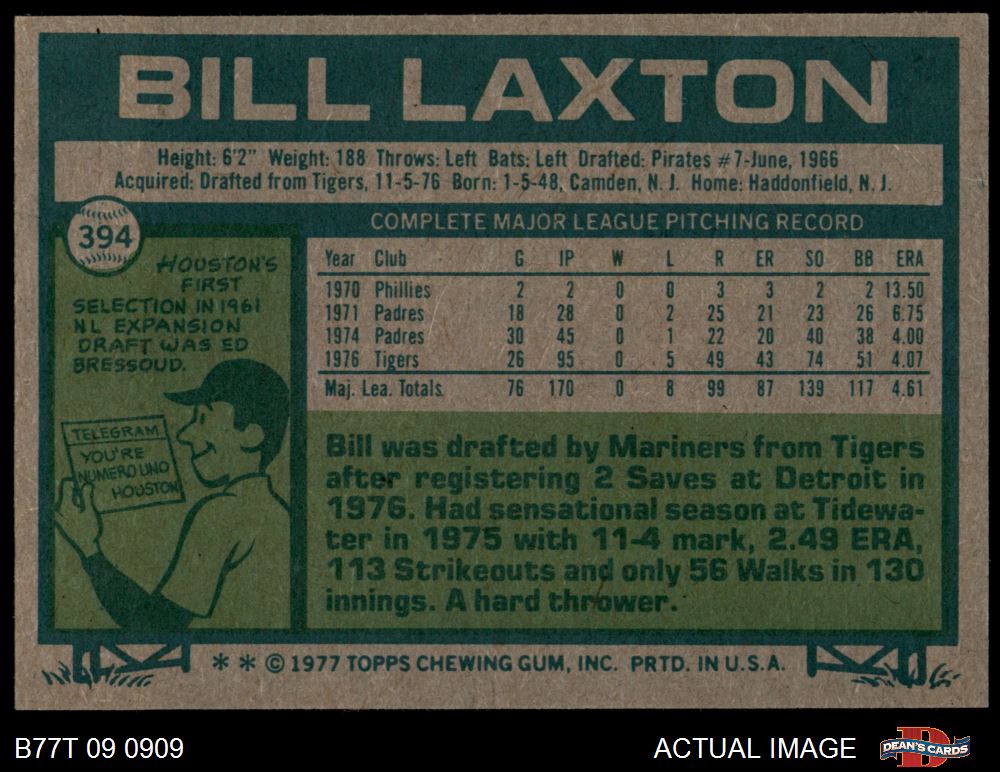 BILL LAXTON
Height: 6'2" Weight: 188 Throws: Left Bats: Left Drafted: Pirates #7-June, 1966
Acquired: Drafted from Tigers, 11-5-76 Born: 1-5-48, Camden, N. J. Home: Haddonfield, N. J.
394
HOUSTON'S
FIRST
SELECTION IN 1961
NL EXPANSION
DRAFT WAS ED
BRESSOUD.
TELEGRAM
YOU'RE
NUMERO UNO
HOUSTON
COMPLETE MAJOR LEAGUE PITCHING RECORD
Year Club G IP W L R ER SO BB ERA
1970 Phillies 2 2 0 0 3 3 2 2 13.50
1971 Padres 18 28 0 2 25 21 23 26 6.75
1974 Padres 30 45 0 1 22 20 40 38 4.00
1976 Tigers 26 95 0 5 49 43 74 51 4.07
Maj. Lea. Totals 76 170 0 8 99 87 139 117 4.61
Bill was drafted by Mariners from Tigers
after registering 2 Saves at Detroit in
1976. Had sensational season at Tidewa-
ter in 1975 with 11-4 mark, 2.49 ERA,
113 Strikeouts and only 56 Walks in 130
innings. A hard thrower.
* * © 1977 TOPPS CHEWING GUM, INC. PRTD. IN U.S.A.
B77T 09 0909
ACTUAL IMAGE
D
DEAN'S CARDS